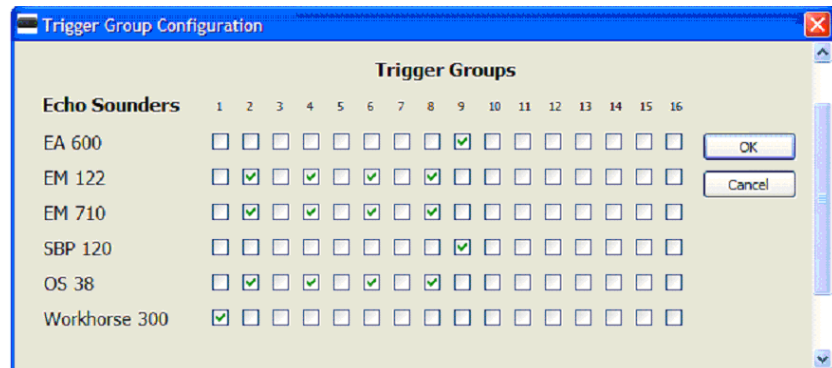 Trigger Group Configuration
Trigger Groups
Echo Sounders 1 2 3 4 5 6 7 8 9 10 11 12 13 14 15 16
EA 600
OK
EM 122
Cancel
EM 710
SBP 120
OS 38
Workhorse 300